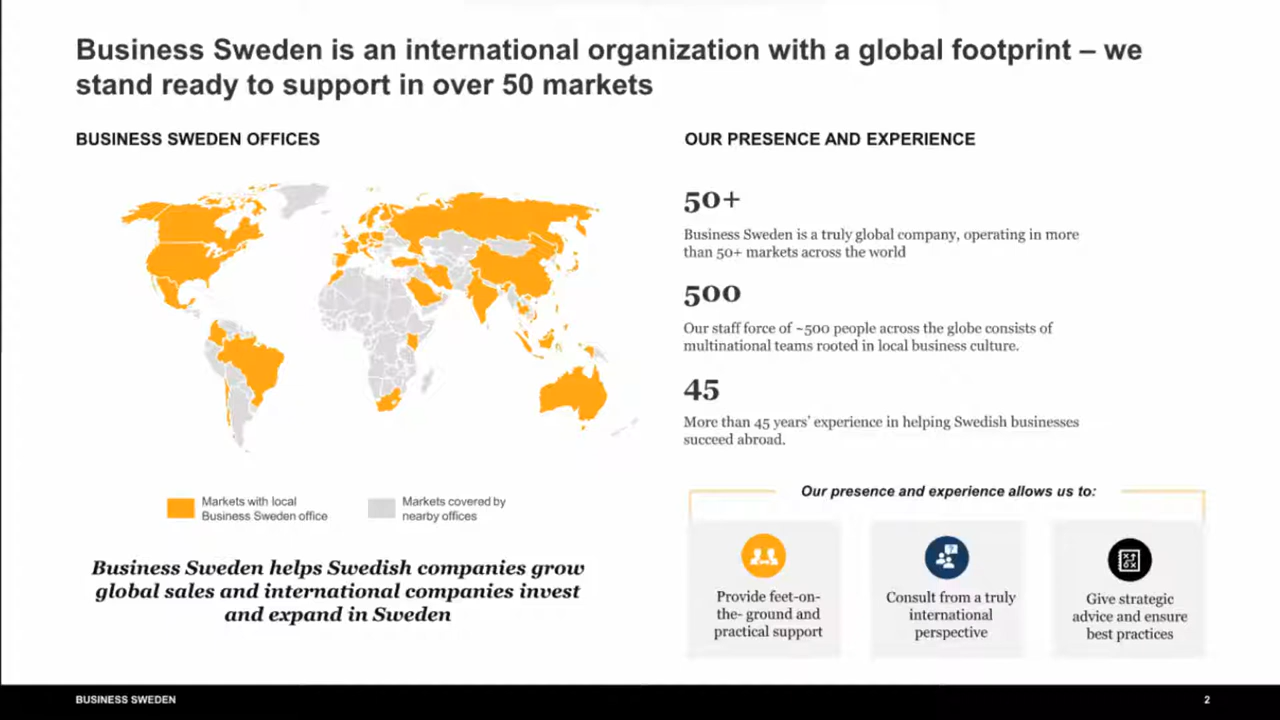 Business Sweden is an international organization with a global footprint – we
stand ready to support in over 50 markets
BUSINESS SWEDEN OFFICES
Markets with local
Business Sweden office
Markets covered by
nearby offices
Business Sweden helps Swedish companies grow
global sales and international companies invest
and expand in Sweden
OUR PRESENCE AND EXPERIENCE
50+
Business Sweden is a truly global company, operating in more
than 50+ markets across the world
500
Our staff force of ~500 people across the globe consists of
multinational teams rooted in local business culture.
45
More than 45 years’ experience in helping Swedish businesses
succeed abroad.
Our presence and experience allows us to:
Provide feet-on-
the- ground and
practical support
Consult from a truly
international
perspective
Give strategic
advice and ensure
best practices
BUSINESS SWEDEN
2